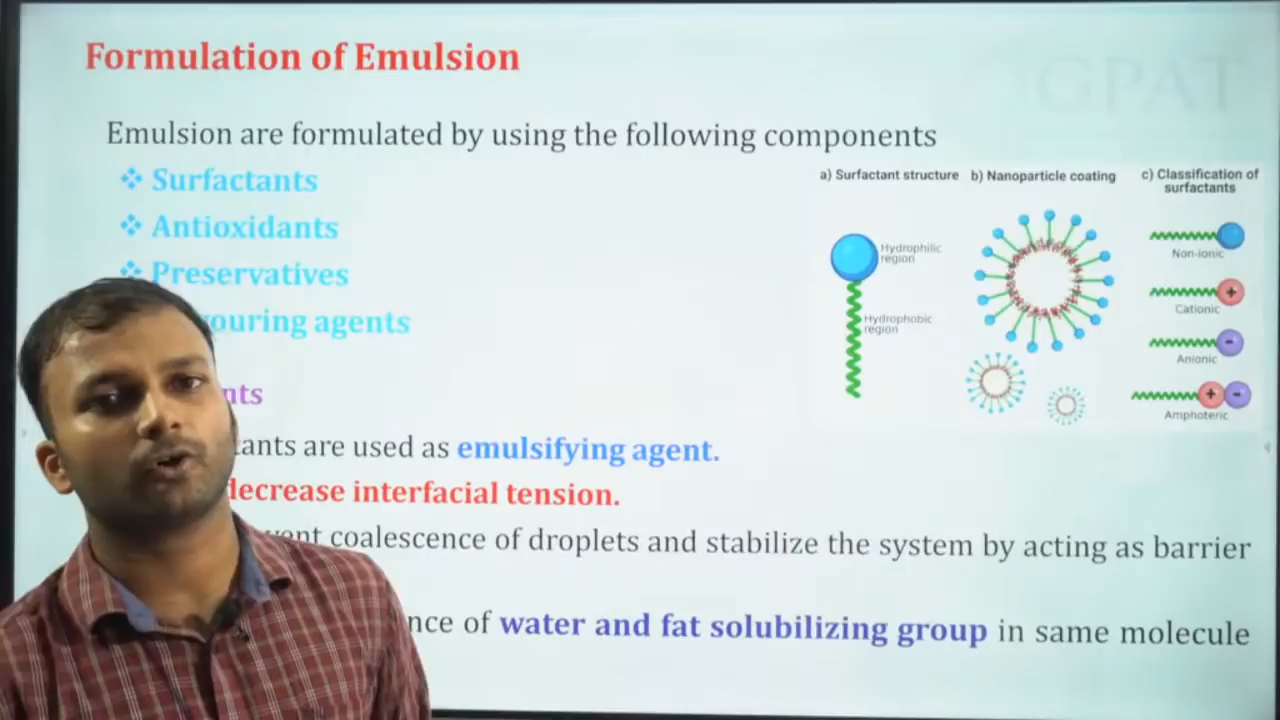 GPAT
Formulation of Emulsion
Emulsion are formulated by using the following components
❖ Surfactants
❖ Antioxidants
❖ Preservatives
ouring agents
a) Surfactant structure b) Nanoparticle coating c) Classification of
surfactants
Hydrophilic
region
Hydrophobic
region
Non-ionic
Cationic
Anionic
Amphoteric
+
-
+ -
nts
tants are used as emulsifying agent.
decrease interfacial tension.
vent coalescence of droplets and stabilize the system by acting as barrier
nce of water and fat solubilizing group in same molecule